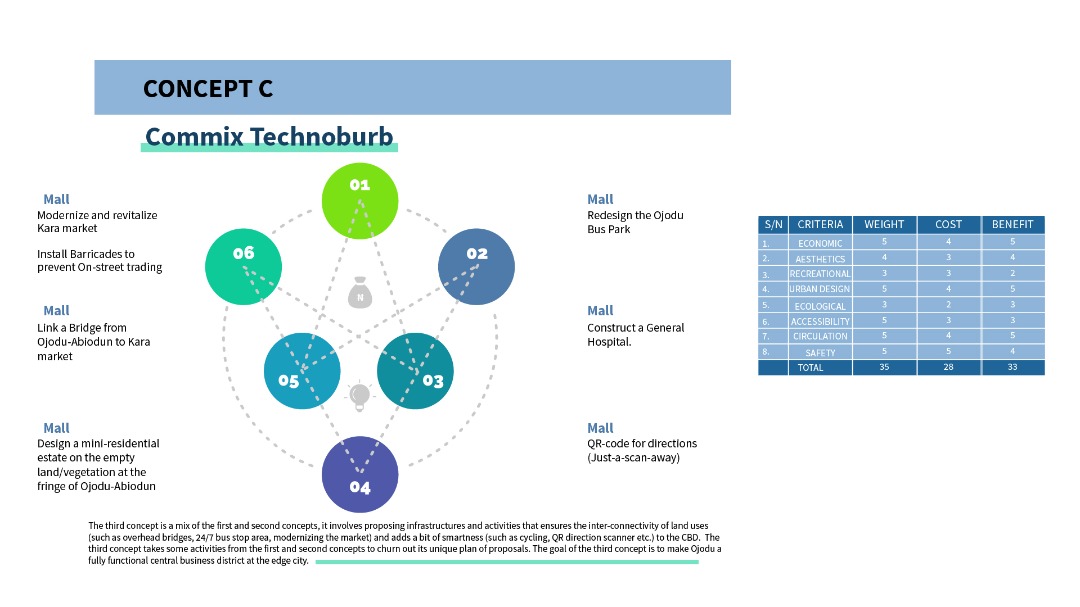 CONCEPT C
Commix Technoburb
Mall
Modernize and revitalize
Kara market
Install Barricades to
prevent On-street trading
Mall
Link a Bridge from
Ojodu-Abiodun to Kara
market
Mall
Design a mini-residential
estate on the empty
land/vegetation at the
fringe of Ojodu-Abiodun
01
06
02
N
05
03
04
Mall
Redesign the Ojodu
Bus Park
Mall
Construct a General
Hospital.
Mall
QR-code for directions
(Just-a-scan-away)
S/N CRITERIA WEIGHT COST BENEFIT
1. ECONOMIC 5 4 5
2. AESTHETICS 4 3 4
3. RECREATIONAL 3 3 2
4. URBAN DESIGN 5 4 5
5. ECOLOGICAL 3 2 3
6. ACCESSIBILITY 5 3 3
7. CIRCULATION 5 4 5
8. SAFETY 5 5 4
TOTAL 35 28 33
The third concept is a mix of the first and second concepts, it involves proposing infrastructures and activities that ensures the inter-connectivity of land uses
(such as overhead bridges, 24/7 bus stop area, modernizing the market) and adds a bit of smartness (such as cycling, QR direction scanner etc.) to the CBD. The
third concept takes some activities from the first and second concepts to churn out its unique plan of proposals. The goal of the third concept is to make Ojodu a
fully functional central business district at the edge city.